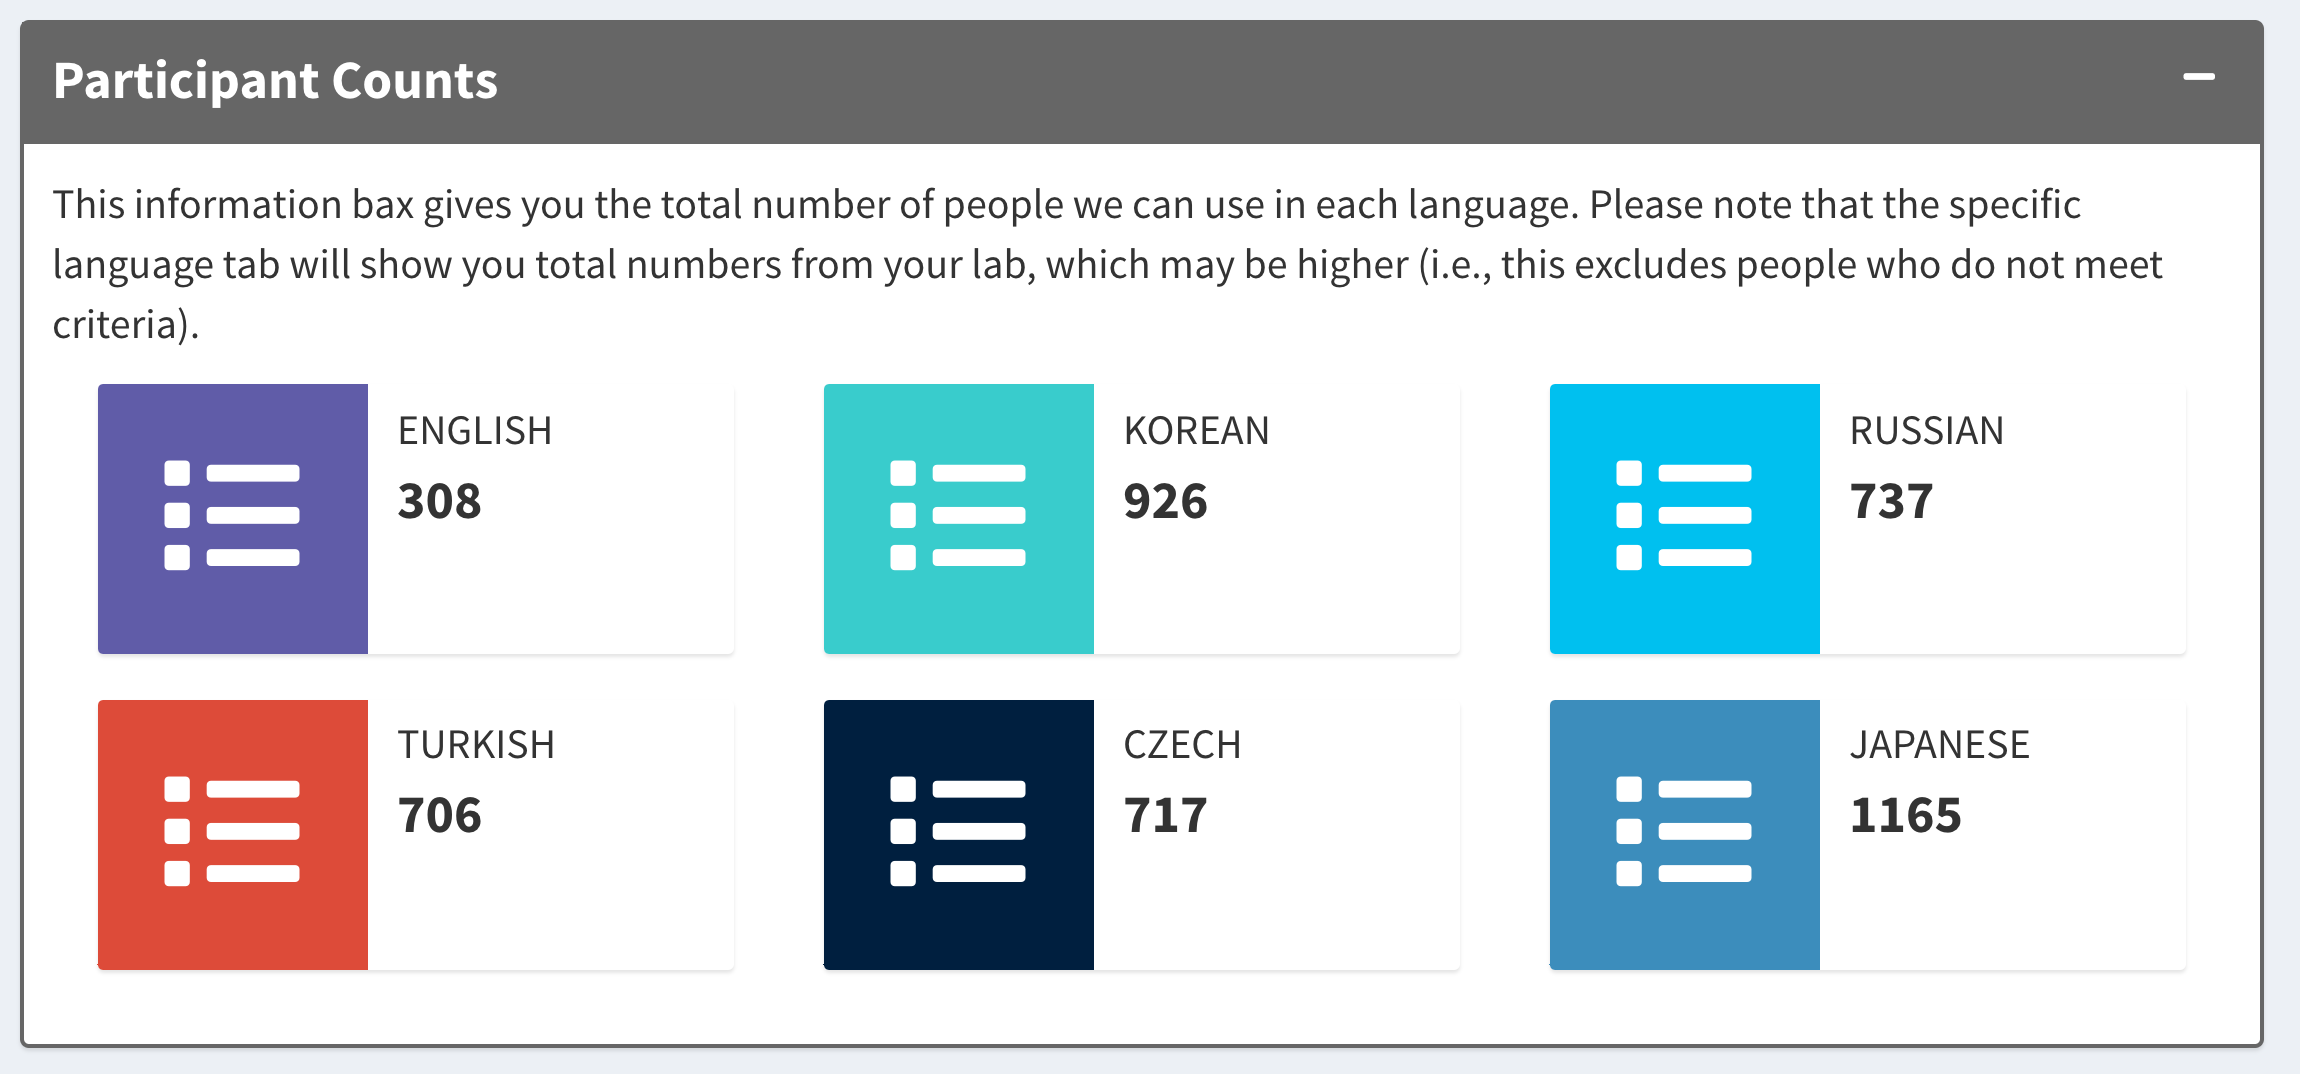 Participant Counts
This information bax gives you the total number of people we can use in each language. Please note that the specific
language tab will show you total numbers from your lab, which may be higher (i.e., this excludes people who do not meet
criteria).
ENGLISH
308
KOREAN
926
RUSSIAN
737
TURKISH
706
CZECH
717
JAPANESE
1165